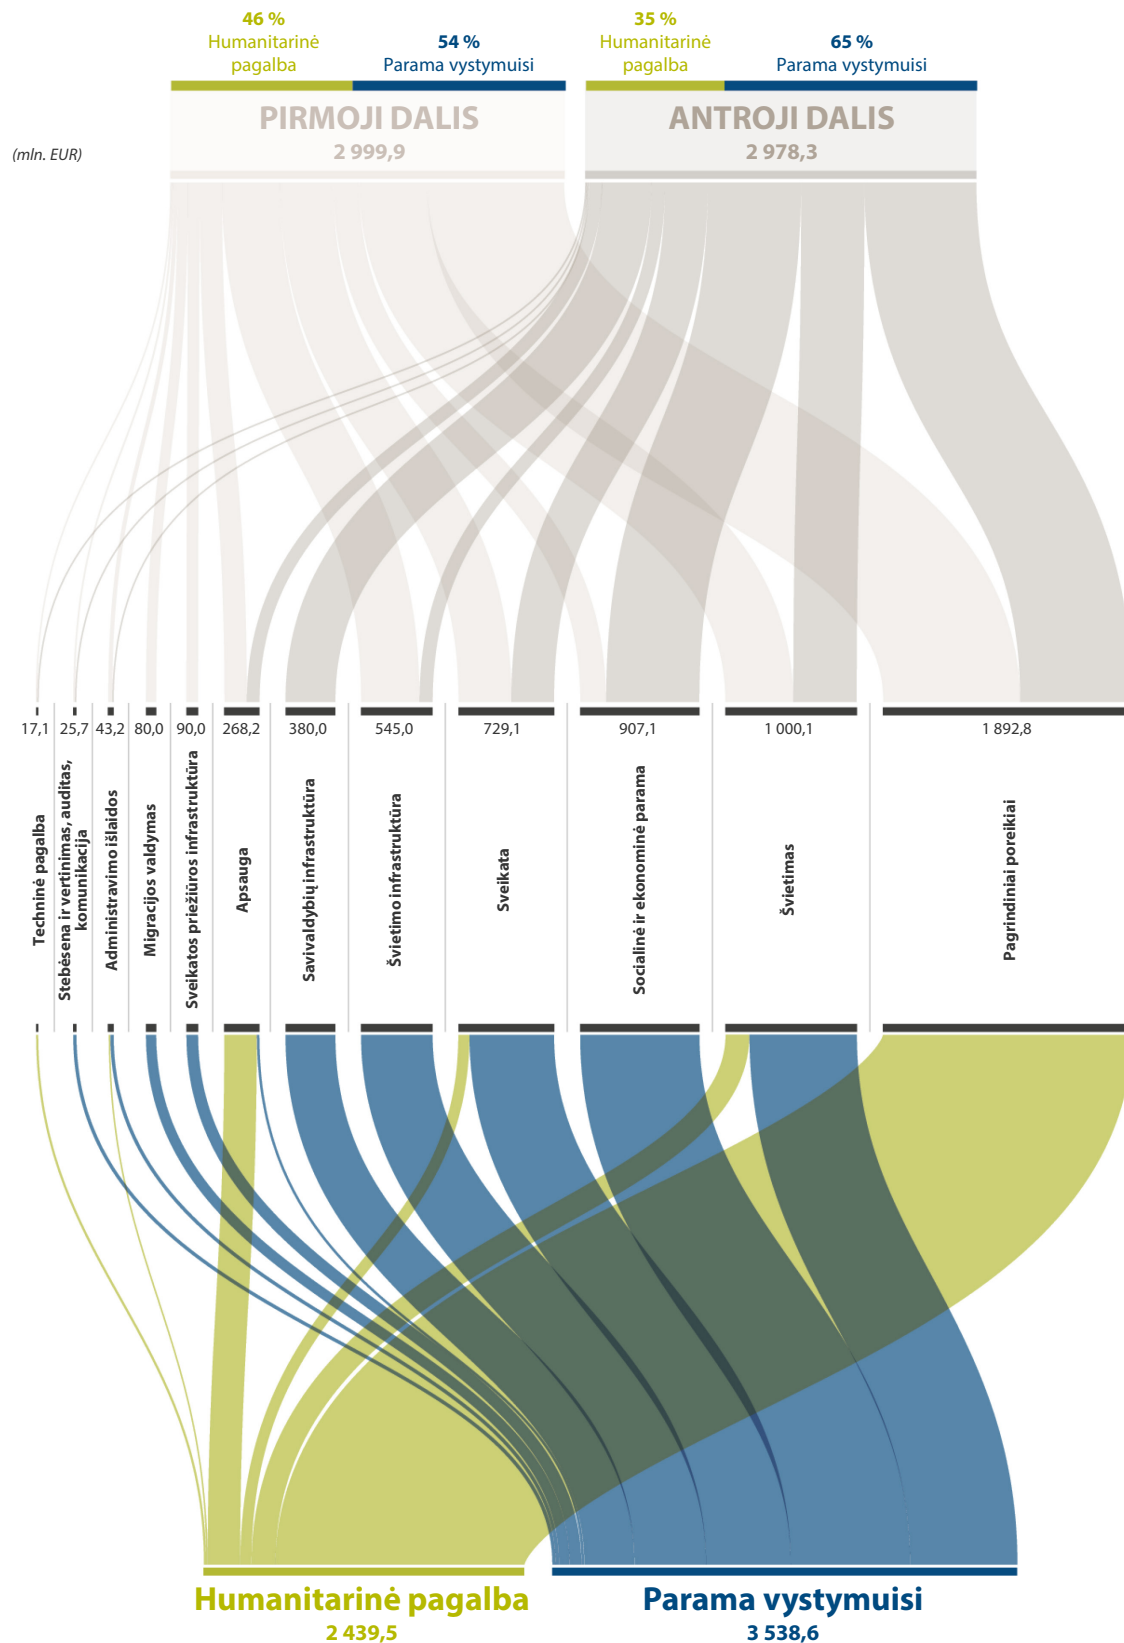 46 %
Humanitarinė
pagalba
54 %
Parama vystymuisi
35 %
Humanitarinė
pagalba
65 %
Parama vystymuisi
PIRMOJI DALIS
2 999,9
ANTROJI DALIS
2 978,3
(mln. EUR)
17,1
25,7
43,2
80,0
90,0
268,2
380,0
545,0
729,1
907,1
1 000,1
1 892,8
Techninė pagalba
Stebėsena ir vertinimas, auditas,
komunikacija
Administravimo išlaidos
Migracijos valdymas
Sveikatos priežiūros infrastruktūra
Apsauga
Savivaldybių infrastruktūra
Švietimo infrastruktūra
Sveikata
Socialinė ir ekonominė parama
Švietimas
Pagrindiniai poreikiai
Humanitarinė pagalba
2 439,5
Parama vystymuisi
3 538,6